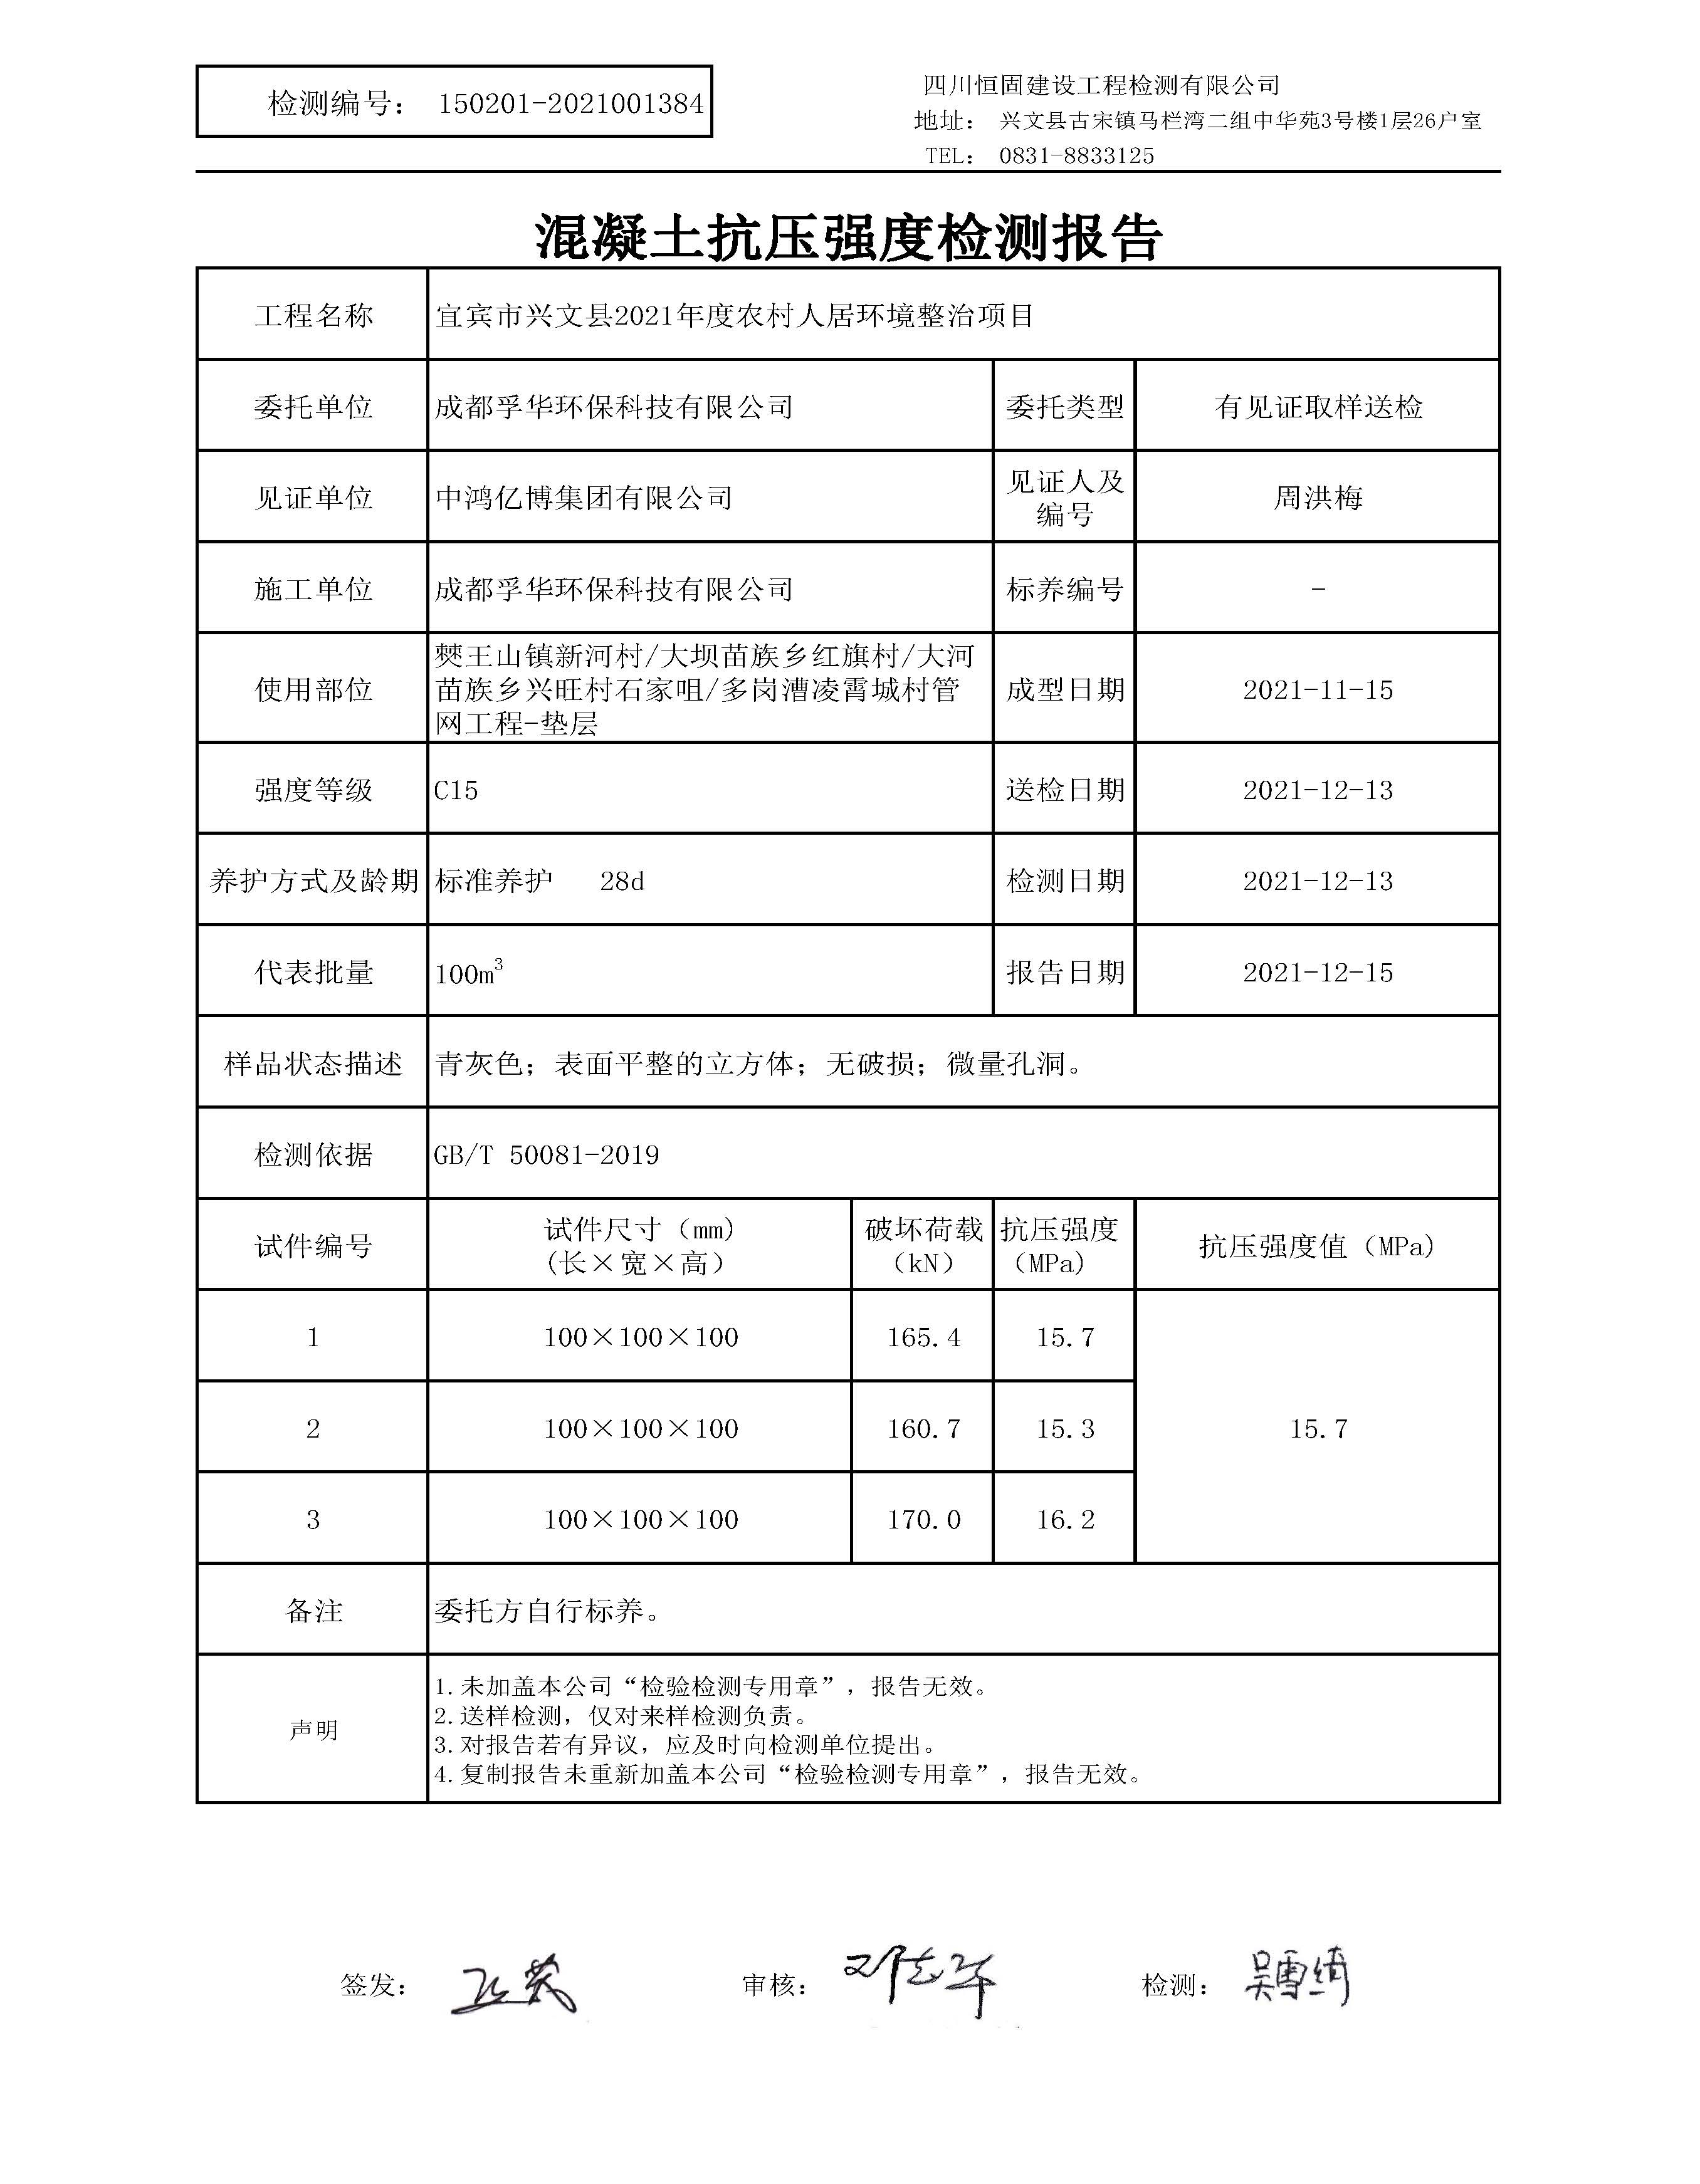 检测编号： 150201-2021001384
四川恒固建设工程检测有限公司
地址： 兴文县古宋镇马栏湾二组中华苑3号楼1层26户室
TEL： 0831-8833125
混凝土抗压强度检测报告
工程名称 宜宾市兴文县2021年度农村人居环境整治项目
委托单位 成都孚华环保科技有限公司 委托类型 有见证取样送检
见证单位 中鸿亿博集团有限公司 见证人及编号 周洪梅
施工单位 成都孚华环保科技有限公司 标养编号 -
使用部位
僰王山镇新河村/大坝苗族乡红旗村/大河
苗族乡兴旺村石家咀/多岗漕凌霄城村管
网工程-垫层
成型日期 2021-11-15
强度等级 C15 送检日期 2021-12-13
养护方式及龄期 标准养护 28d 检测日期 2021-12-13
代表批量 100m³ 报告日期 2021-12-15
样品状态描述 青灰色；表面平整的立方体；无破损；微量孔洞。
检测依据 GB/T 50081-2019
试件编号 试件尺寸（mm）（长×宽×高） 破坏荷载（kN） 抗压强度（MPa） 抗压强度值（MPa）
1 100×100×100 165.4 15.7
2 100×100×100 160.7 15.3 15.7
3 100×100×100 170.0 16.2
备注 委托方自行标养。
声明
1.未加盖本公司“检验检测专用章”，报告无效。
2.送样检测，仅对来样检测负责。
3.对报告若有异议，应及时向检测单位提出。
4.复制报告未重新加盖本公司“检验检测专用章”，报告无效。
签发： 审核： 检测： 吴雪绮